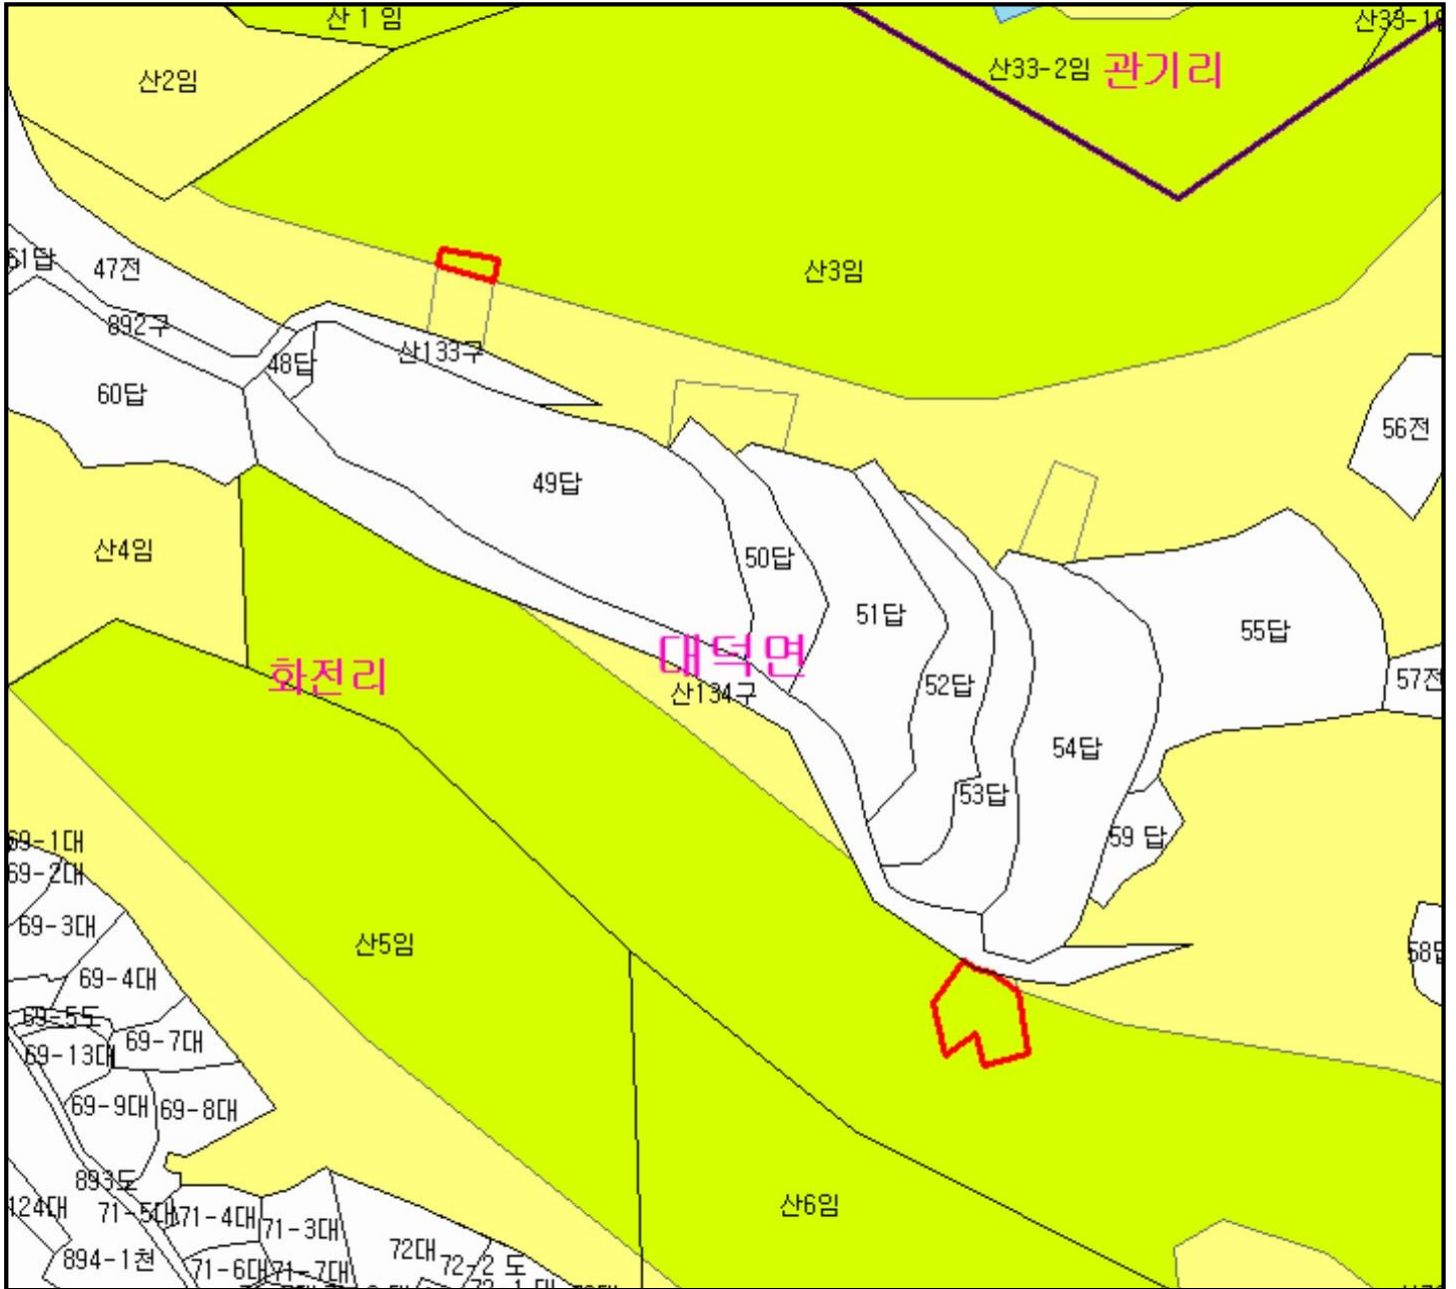 산 1 임
산2임
산33-2임
관기리
61답
47전
산3임
892구
48답
산133구
60답
56전
49답
산4임
50답
51답
55답
대덕면
화전리
52답
57전
산134구
54답
53답
59 답
69-1대
69-2대
69-3대
산5임
69-4대
69-5도
69-7대
69-13대
69-9대
69-8대
893도
124대
71-5대
71-4대
71-3대
산6임
72대
72-2 도
894-1천
71-6대
71-7대